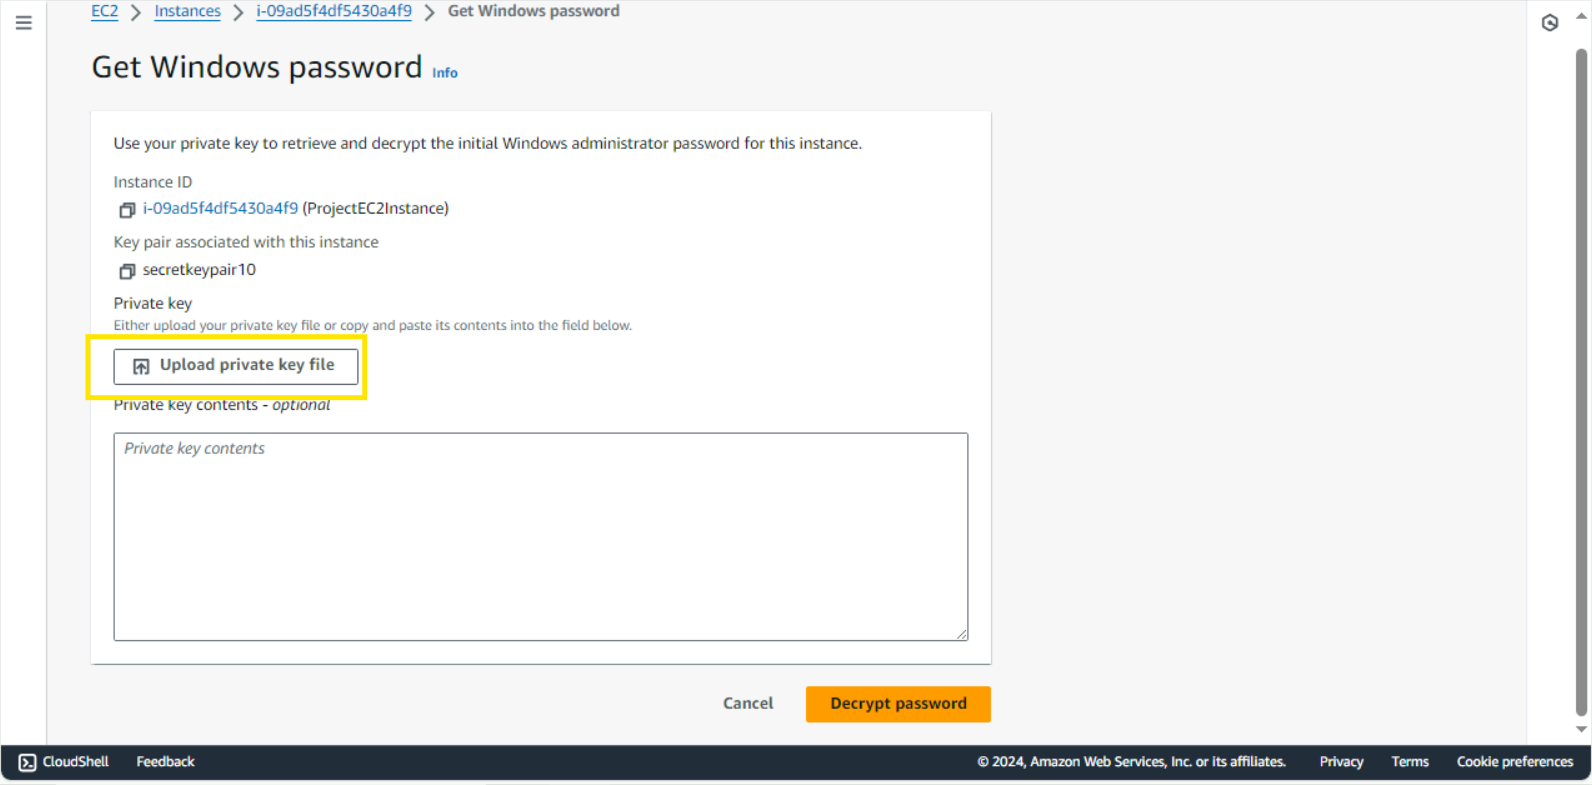 EC2 > Instances > i-09ad5f4df5430a4f9 > Get Windows password
Get Windows password Info
Use your private key to retrieve and decrypt the initial Windows administrator password for this instance.
Instance ID
i-09ad5f4df5430a4f9 (ProjectEC2Instance)
Key pair associated with this instance
secretkeypair10
Private key
Either upload your private key file or copy and paste its contents into the field below.
Upload private key file
Private key contents - optional
Private key contents
Cancel Decrypt password
CloudShell Feedback © 2024, Amazon Web Services, Inc. or its affiliates. Privacy Terms Cookie preferences